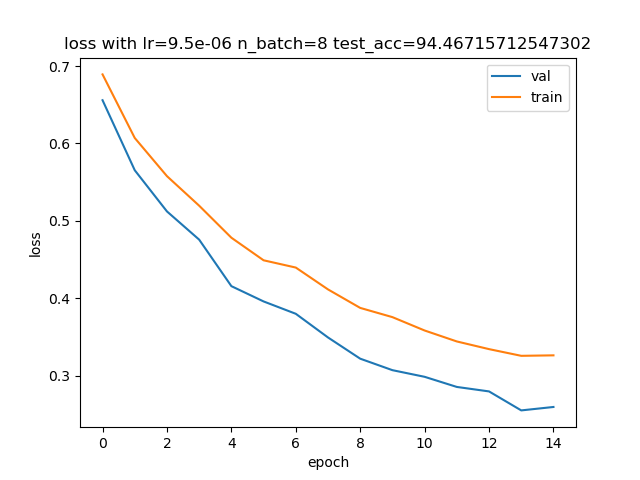 loss with lr=9.5e-06 n_batch=8 test_acc=94.46715712547302
val
train
0.7
0.6
0.5
0.4
0.3
loss
0 2 4 6 8 10 12 14
epoch